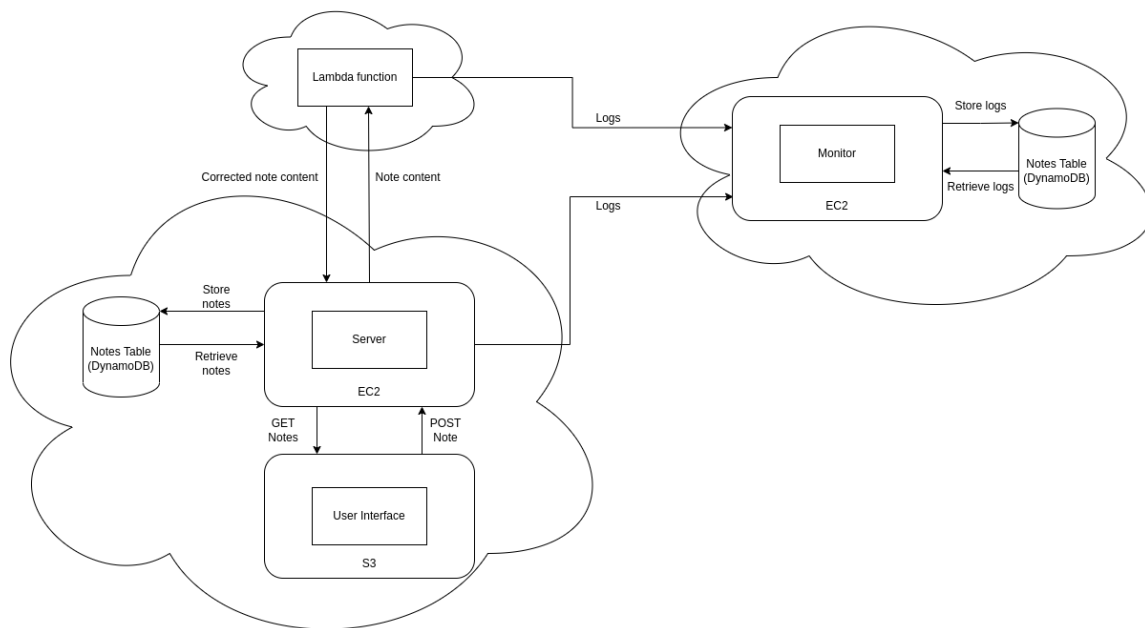 Lambda function
Logs
Store logs
Monitor
Notes Table
(DynamoDB)
Retrieve logs
EC2
Corrected note content
Note content
Logs
Store
notes
Notes Table
(DynamoDB)
Retrieve
notes
Server
EC2
GET
Notes
POST
Note
User Interface
S3